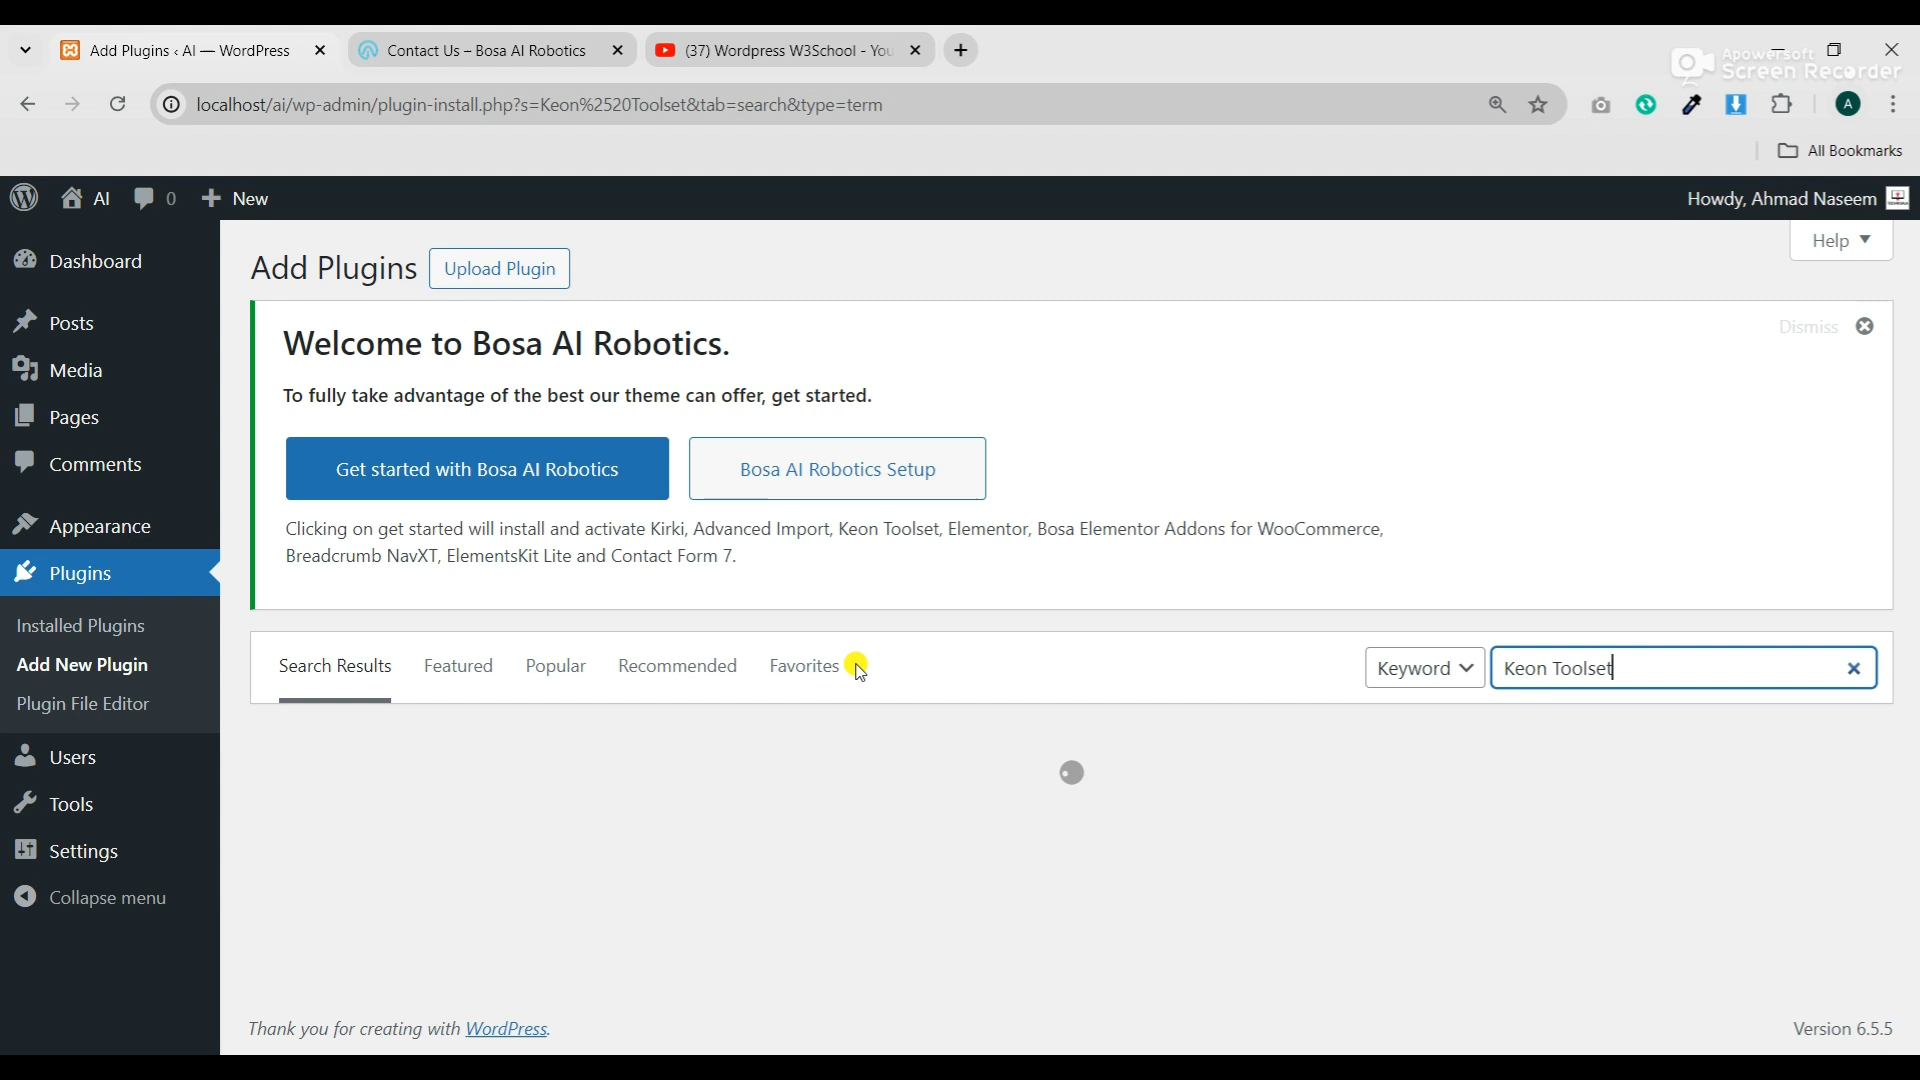 Add Plugins ‹ AI — WordPress
Contact Us – Bosa AI Robotics
(37) Wordpress W3School - You
Apowersoft
Screen Recorder
localhost/ai/wp-admin/plugin-install.php?s=Keon%2520Toolset&tab=search&type=term
A
All Bookmarks
AI
0
New
Howdy, Ahmad Naseem
Help
Dashboard
Posts
Media
Pages
Comments
Appearance
Plugins
Installed Plugins
Add New Plugin
Plugin File Editor
Users
Tools
Settings
Collapse menu
Add Plugins
Upload Plugin
Welcome to Bosa AI Robotics.
Dismiss
To fully take advantage of the best our theme can offer, get started.
Get started with Bosa AI Robotics
Bosa AI Robotics Setup
Clicking on get started will install and activate Kirki, Advanced Import, Keon Toolset, Elementor, Bosa Elementor Addons for WooCommerce,
Breadcrumb NavXT, ElementsKit Lite and Contact Form 7.
Search Results
Featured
Popular
Recommended
Favorites
Keyword
Keon Toolset
Thank you for creating with WordPress.
Version 6.5.5